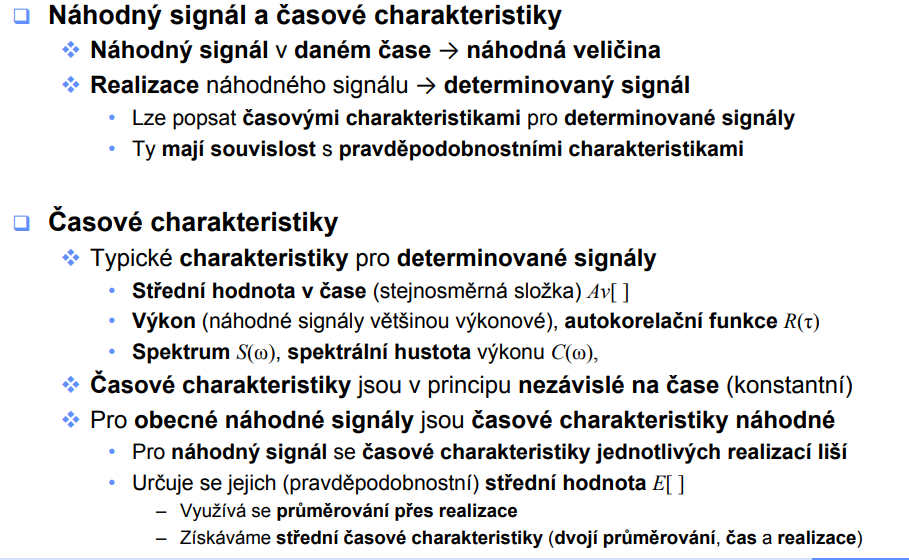 ❑ Náhodný signál a časové charakteristiky
❖ Náhodný signál v daném čase → náhodná veličina
❖ Realizace náhodného signálu → determinovaný signál
• Lze popsat časovými charakteristikami pro determinované signály
• Ty mají souvislost s pravděpodobnostními charakteristikami
❑ Časové charakteristiky
❖ Typické charakteristiky pro determinované signály
• Střední hodnota v čase (stejnosměrná složka) Av[ ]
• Výkon (náhodné signály většinou výkonové), autokorelační funkce R(τ)
• Spektrum S(ω), spektrální hustota výkonu C(ω),
❖ Časové charakteristiky jsou v principu nezávislé na čase (konstantní)
❖ Pro obecné náhodné signály jsou časové charakteristiky náhodné
• Pro náhodný signál se časové charakteristiky jednotlivých realizací liší
• Určuje se jejich (pravděpodobnostní) střední hodnota E[ ]
– Využívá se průměrování přes realizace
– Získáváme střední časové charakteristiky (dvojí průměrování, čas a realizace)